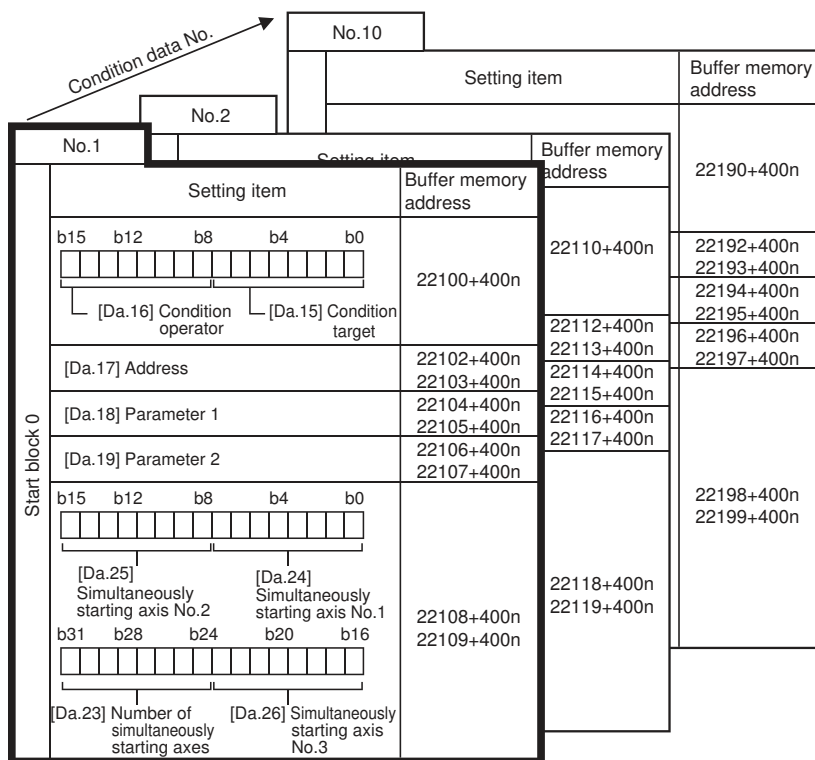 Condition data No.
No.10
Setting item
Buffer memory
address
22190+400n
22192+400n
22193+400n
22194+400n
22195+400n
22196+400n
22197+400n
22198+400n
22199+400n
No.2
Setting item
Buffer memory
address
22110+400n
22112+400n
22113+400n
22114+400n
22115+400n
22116+400n
22117+400n
22118+400n
22119+400n
No.1
Start block 0
Setting item
Buffer memory
address
b15 b12 b8 b4 b0
[Da.16] Condition
operator
[Da.15] Condition
target
22100+400n
[Da.17] Address
22102+400n
22103+400n
[Da.18] Parameter 1
22104+400n
22105+400n
[Da.19] Parameter 2
22106+400n
22107+400n
b15 b12 b8 b4 b0
[Da.25]
Simultaneously
starting axis No.2
[Da.24]
Simultaneously
starting axis No.1
b31 b28 b24 b20 b16
[Da.23] Number of
simultaneously
starting axes
[Da.26] Simultaneously
starting axis
No.3
22108+400n
22109+400n